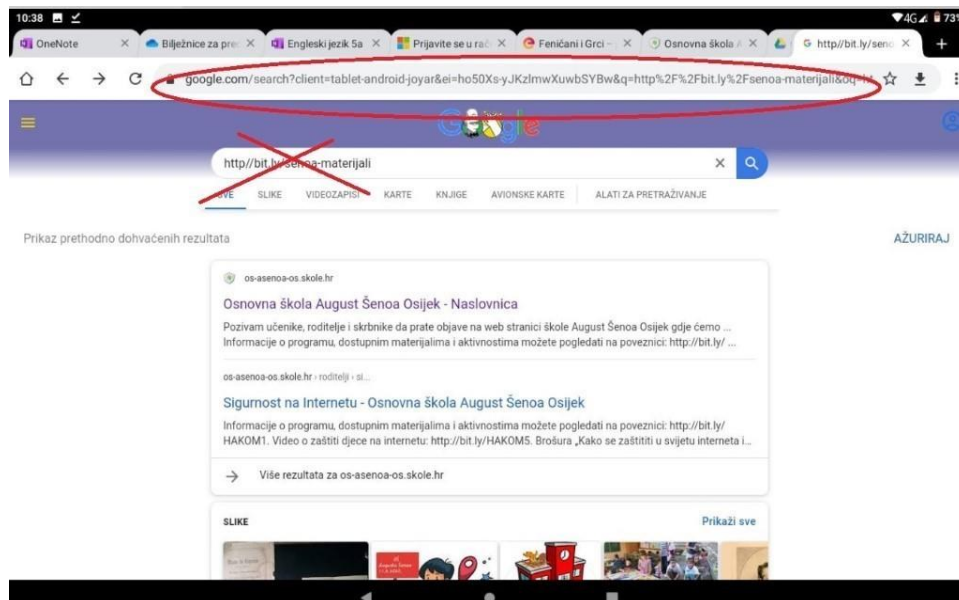 10:38
4G 73%
OneNote
Bilježnice za pre
Engleski jezik 5a
Prijavite se u rač
Feničani i Grci –
Osnovna škola A
http://bit.ly/seno
google.com/search?client=tablet-android-joyar&ei=ho50Xs-yJKzlmwXuwbSYBw&q=http%2F%2Fbit.ly%2Fsenoa-materijali&oq=
Google
http//bit.ly/senoa-materijali
SVE SLIKE VIDEOZAPISI KARTE KNJIGE AVIONSKE KARTE ALATI ZA PRETRAŽIVANJE
Prikaz prethodno dohvaćenih rezultata
AŽURIRAJ
os-asenoa-os.skole.hr
Osnovna škola August Šenoa Osijek - Naslovnica
Pozivam učenike, roditelje i skrbnike da prate objave na web stranici škole August Šenoa Osijek gdje ćemo ...
Informacije o programu, dostupnim materijalima i aktivnostima možete pogledati na poveznici: http://bit.ly/ ...
os-asenoa-os.skole.hr › roditelji › si...
Sigurnost na Internetu - Osnovna škola August Šenoa Osijek
Informacije o programu, dostupnim materijalima i aktivnostima možete pogledati na poveznici: http://bit.ly/
HAKOM1. Video o zaštiti djece na internetu: http://bit.ly/HAKOM5. Brošura „Kako se zaštititi u svijetu interneta i...
Više rezultata za os-asenoa-os.skole.hr
SLIKE
Prikaži sve